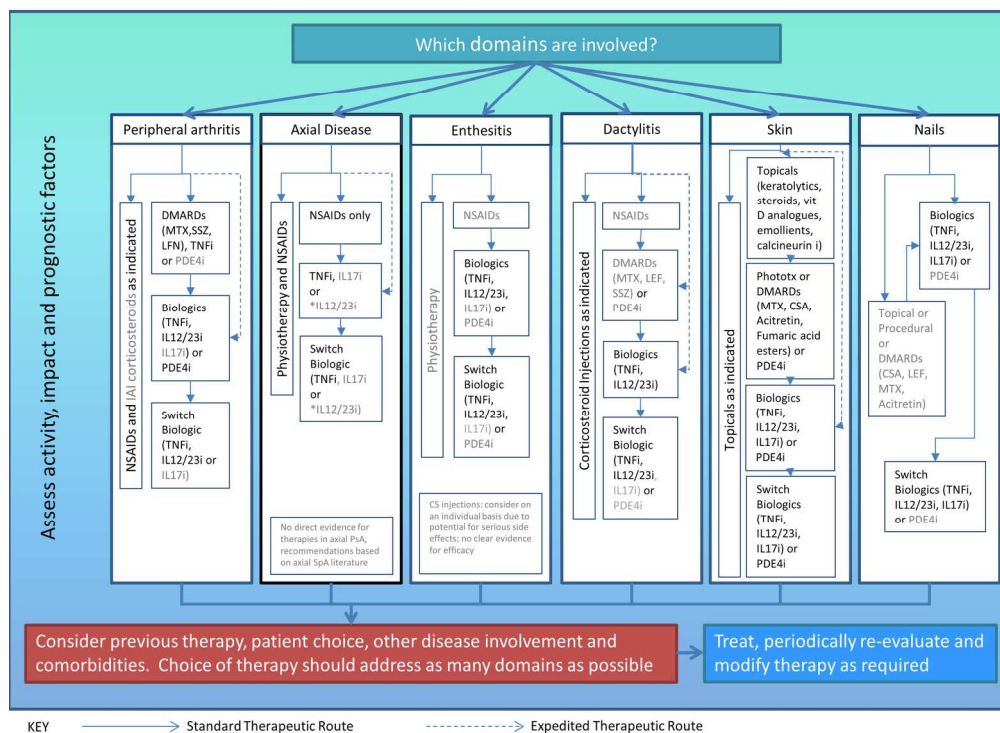 Which domains are involved?
Assess activity, impact and prognostic factors
Peripheral arthritis
NSAIDs and IAI corticosteroids as indicated
DMARDs
(MTX,SSZ,
LFN), TNFi
or PDE4i
Biologics
(TNFi,
IL12/23i
IL17i) or
PDE4i
Switch
Biologic
(TNFi,
IL12/23i or
IL17i)
Axial Disease
Physiotherapy and NSAIDs
NSAIDs only
TNFi, IL17i
or
*IL12/23i
Switch
Biologic
(TNFi, IL17i
or
*IL12/23i)
No direct evidence for
therapies in axial PsA,
recommendations based
on axial SpA literature
Enthesitis
Physiotherapy
NSAIDs
Biologics
(TNFi,
IL12/23i,
IL17i) or
PDE4i
Switch
Biologic
(TNFi,
IL12/23i,
IL17i) or
PDE4i
CS injections: consider on
an individual basis due to
potential for serious side
effects; no clear evidence
for efficacy
Dactylitis
Corticosteroid Injections as indicated
NSAIDs
DMARDs
(MTX, LEF,
SSZ) or
PDE4i
Biologics
(TNFi,
IL12/23i)
Switch
Biologic
(TNFi,
IL12/23i,
IL17i) or
PDE4i
Skin
Topicals as indicated
Topicals
(keratolytics,
steroids, vit
D analogues,
emollients,
calcineurin i)
Phototx or
DMARDs
(MTX, CSA,
Acitretin,
Fumaric acid
esters) or
PDE4i
Biologics
(TNFi,
IL12/23i,
IL17i) or
PDE4i
Switch
Biologics
(TNFi,
IL12/23i,
IL17i) or
PDE4i
Nails
Biologics
(TNFi,
IL12/23i,
IL17i) or
PDE4i
Topical or
Procedural
or
DMARDs
(CSA, LEF,
MTX,
Acitretin)
Switch
Biologics (TNFi,
IL12/23i, IL17i)
or PDE4i
Consider previous therapy, patient choice, other disease involvement and
comorbidities. Choice of therapy should address as many domains as possible
Treat, periodically re-evaluate and
modify therapy as required
KEY Standard Therapeutic Route Expedited Therapeutic Route